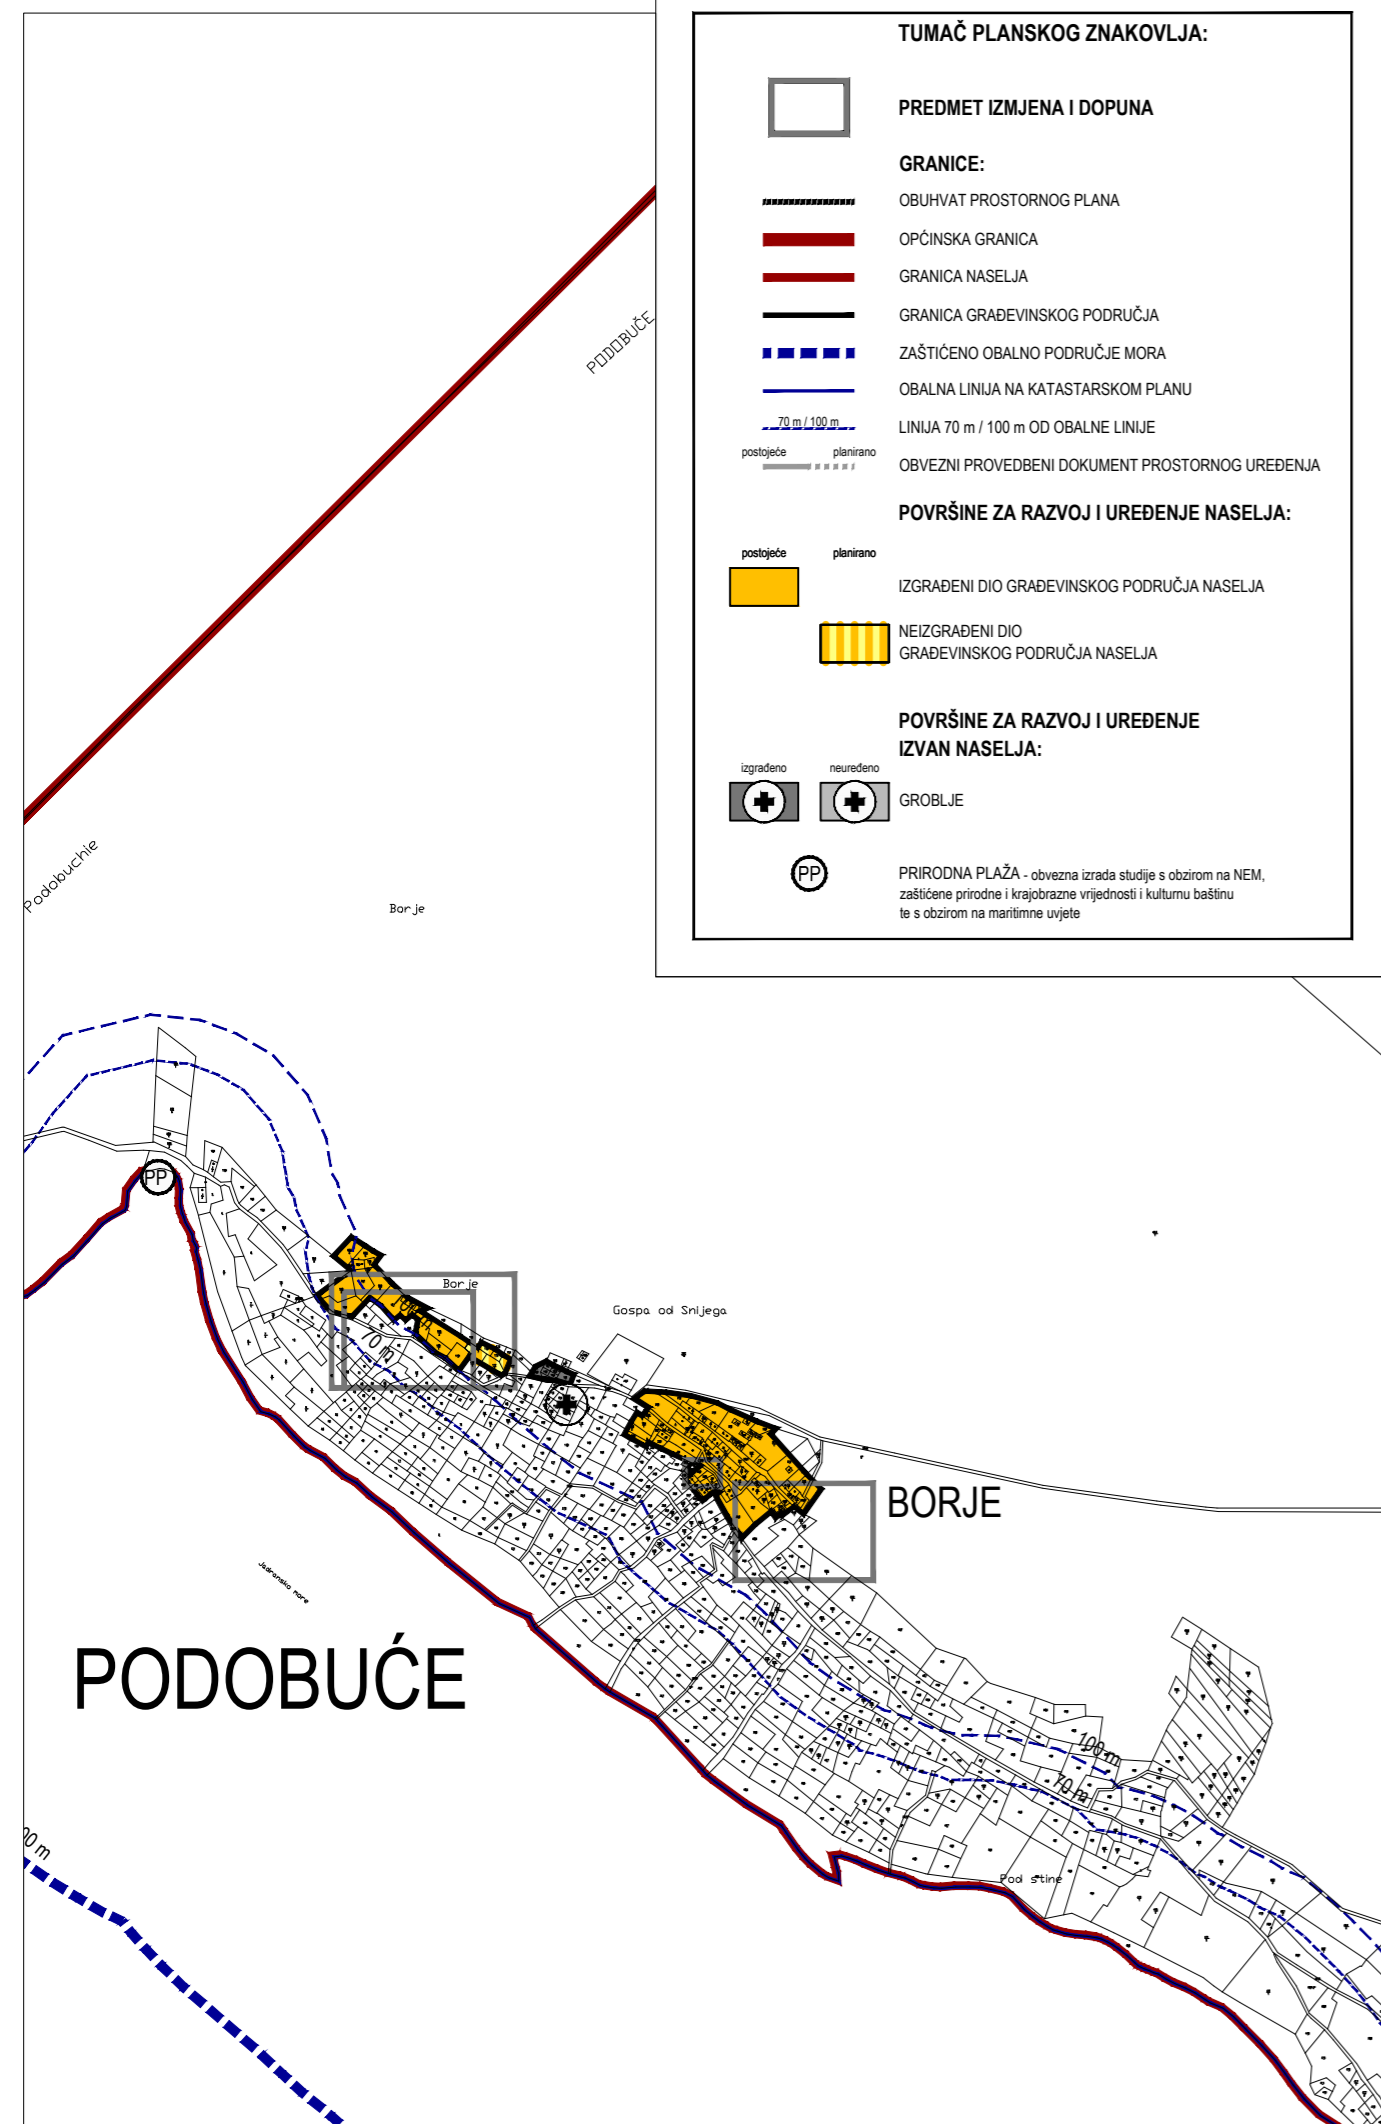 TUMAČ PLANSKOG ZNAKOVLJA:
PREDMET IZMJENA I DOPUNA
GRANICE:
OBUHVAT PROSTORNOG PLANA
OPĆINSKA GRANICA
GRANICA NASELJA
GRANICA GRAĐEVINSKOG PODRUČJA
ZAŠTIĆENO OBALNO PODRUČJE MORA
OBALNA LINIJA NA KATASTARSKOM PLANU
70 m / 100 m
LINIJA 70 m / 100 m OD OBALNE LINIJE
postojeće planirano
OBVEZNI PROVEDBENI DOKUMENT PROSTORNOG UREĐENJA
POVRŠINE ZA RAZVOJ I UREĐENJE NASELJA:
postojeće planirano
IZGRAĐENI DIO GRAĐEVINSKOG PODRUČJA NASELJA
NEIZGRAĐENI DIO
GRAĐEVINSKOG PODRUČJA NASELJA
POVRŠINE ZA RAZVOJ I UREĐENJE
IZVAN NASELJA:
izgrađeno neuređeno
GROBLJE
PP
PRIRODNA PLAŽA - obvezna izrada studije s obzirom na NEM,
zaštićene prirodne i krajobrazne vrijednosti i kulturnu baštinu
te s obzirom na maritimne uvjete
PODOBUČE
Podobuchie
Borje
PP
Borje
100 m
70 m
Gospa od Snijega
BORJE
Jadransko more
PODOBUĆE
100 m
70 m
00 m
Pod stine